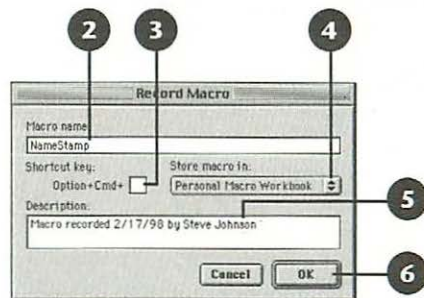 2
3
4
Record Macro
Macro name:
NameStamp
Shortcut key:
Store macro in:
Option+Cmd+
Personal Macro Workbook
Description:
5
Macro recorded 2/17/98 by Steve Johnson
Cancel
OK
6